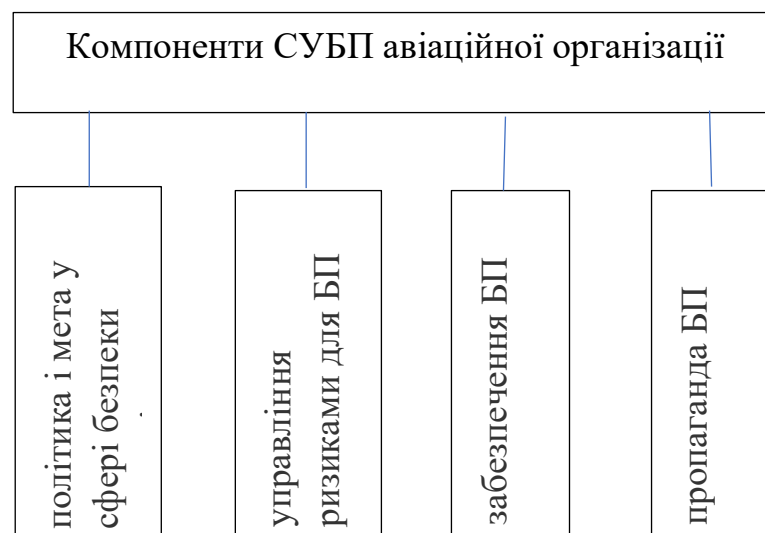 Компоненти СУБП авіаційної організації
політика і мета у
сфері безпеки
управління
ризиками для БП
забезпечення БП
пропаганда БП